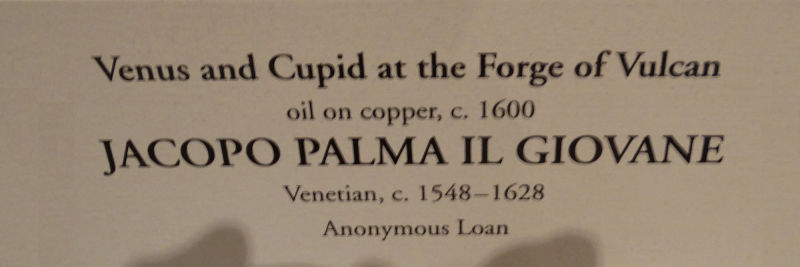 Venus and Cupid at the Forge of Vulcan
oil on copper, c. 1600
JACOPO PALMA IL GIOVANE
Venetian, c. 1548–1628
Anonymous Loan